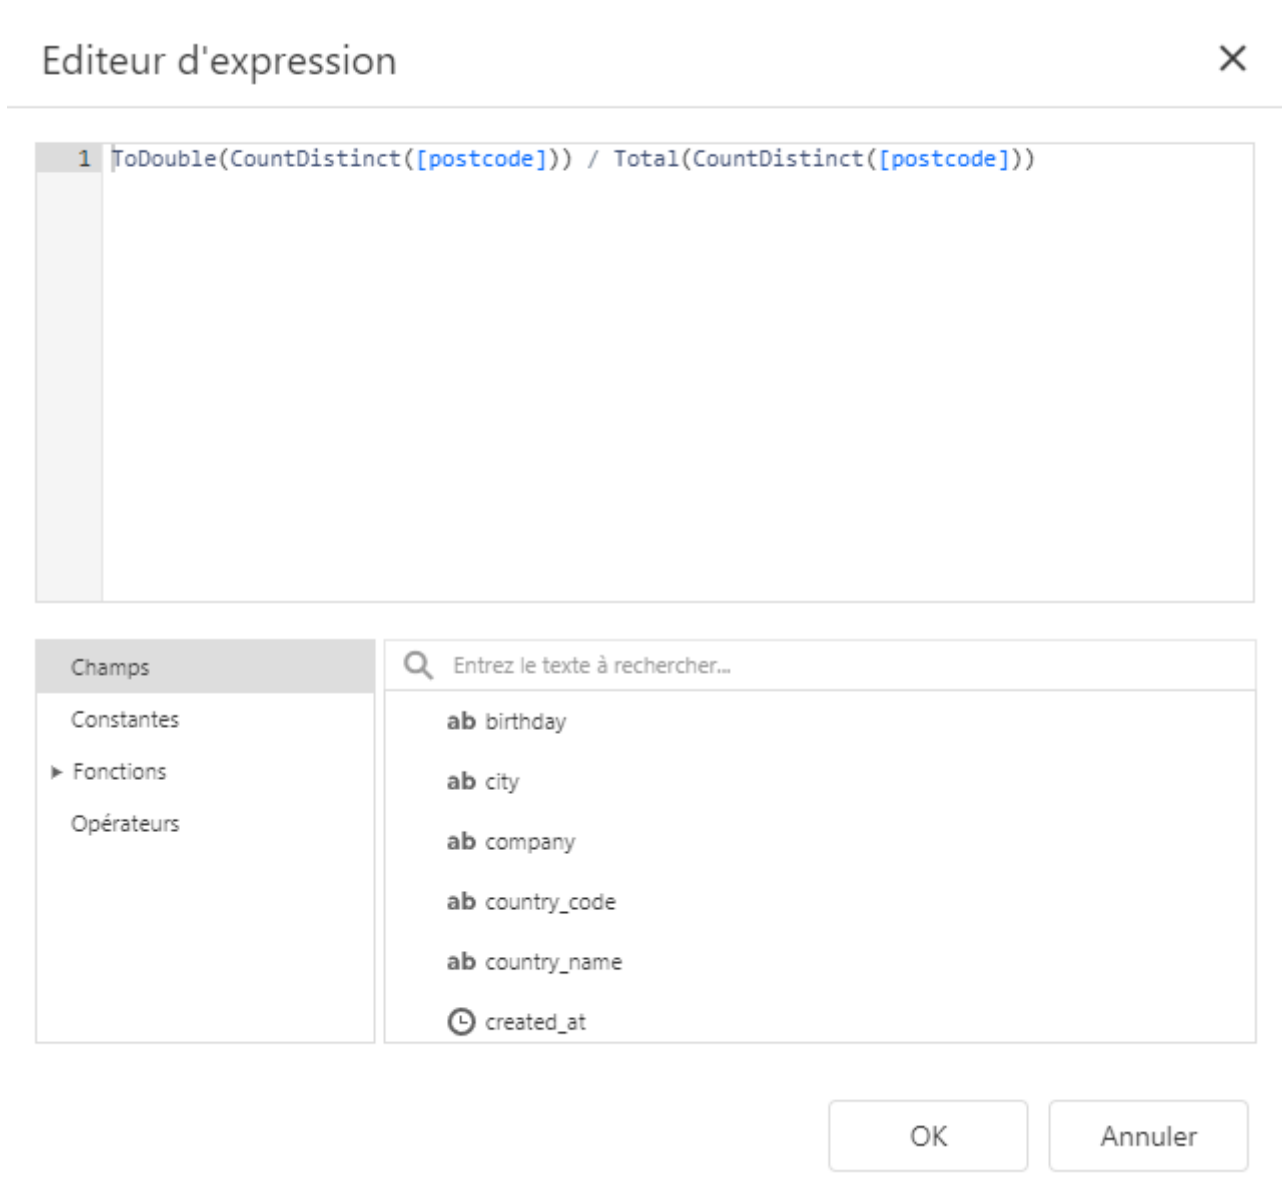 Editeur d'expression
1 ToDouble(CountDistinct([postcode])) / Total(CountDistinct([postcode]))
Champs
Constantes
Fonctions
Opérateurs
Entrez le texte à rechercher...
ab birthday
ab city
ab company
ab country_code
ab country_name
created_at
OK
Annuler